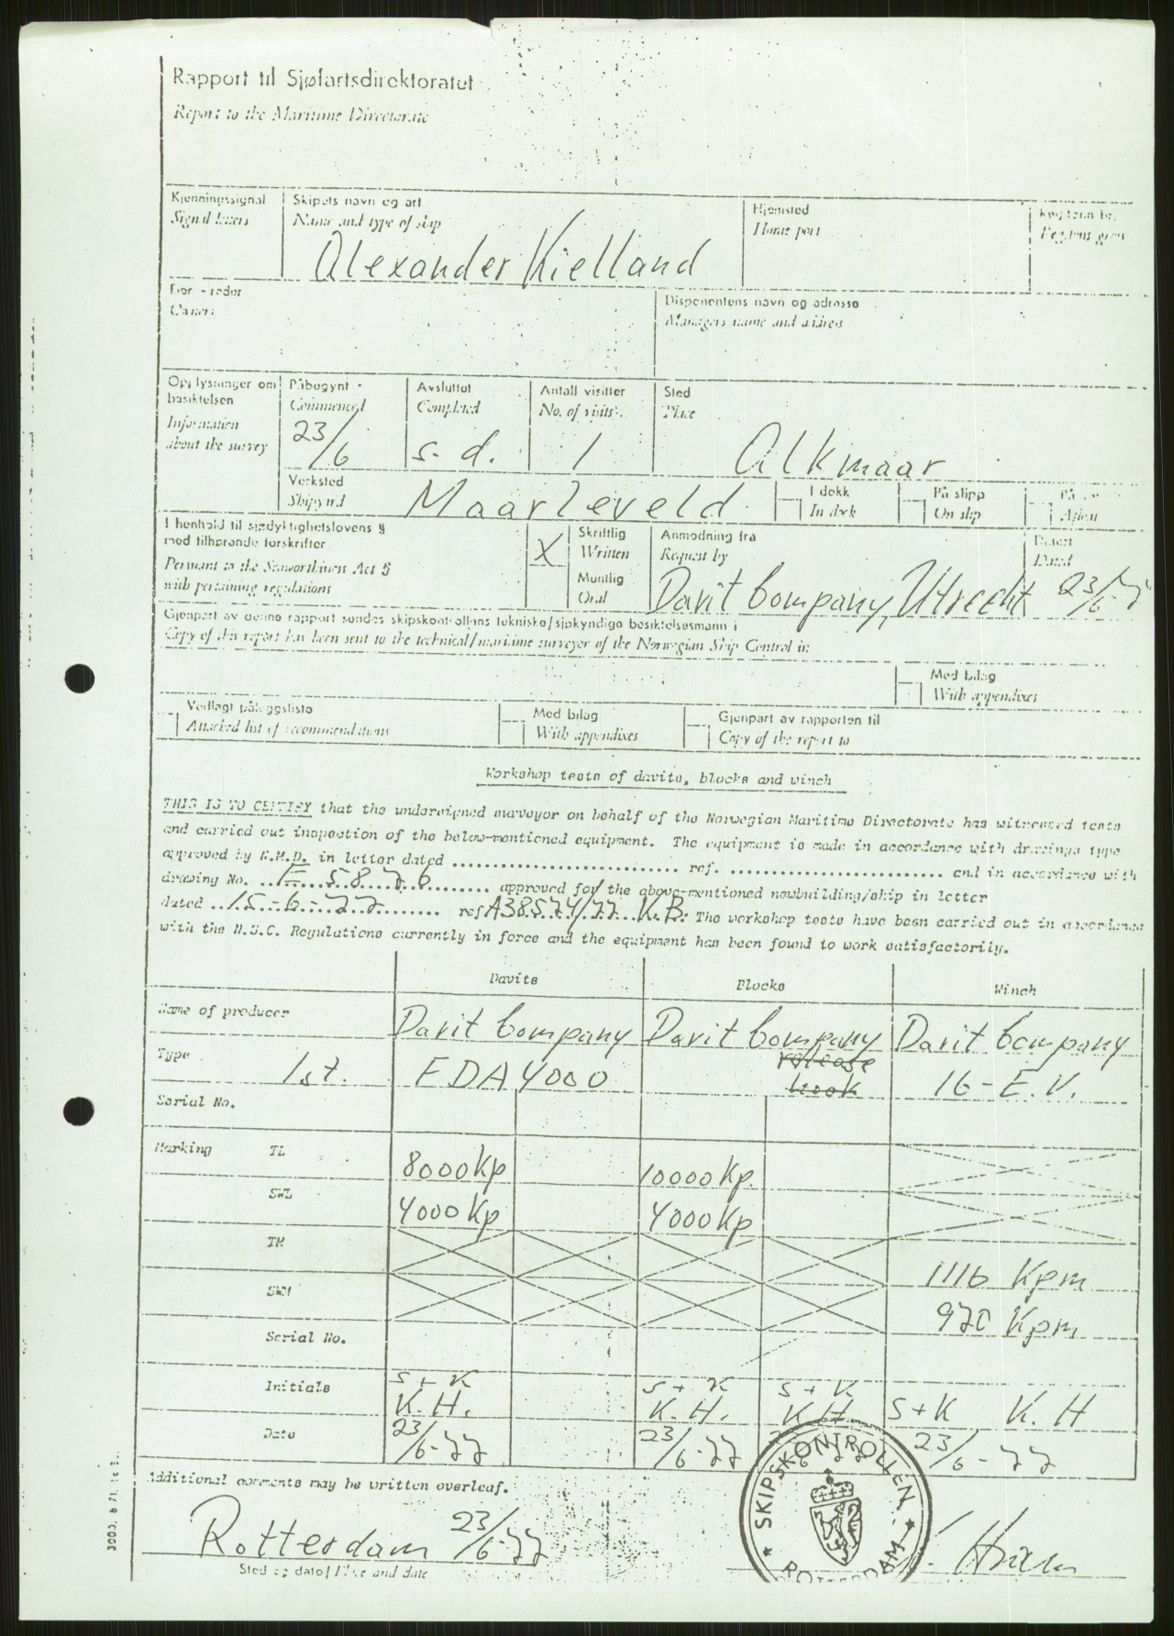 Rapport til Sjøfartsdirektoratet
Report to the Maritime Directorate
Kjenningssignal
Signal letters
Skipets navn og art
Name and type of ship
Alexander Kielland
Hjemsted
Home port
Owners
Disponentens navn og adresse
Managers name and address
Opplysninger om besiktelsen
Information about the survey
Påbegynt
Commenced
23/6
Avsluttet
Completed
s. d.
Antall visitter
No. of visits
1
Sted
Place
Alkmaar
Verksted
Shipyard
Maarleveld
I dokk
In dock
På slipp
On slip
Afloat
I henhold til sjødyktighetslovens §
med tilhørende forskrifter
Pursuant to the Seaworthiness Act §
with pertaining regulations
X
Skriftlig
Written
Muntlig
Oral
Anmodning fra
Request by
Davit Company, Utrecht
Datert
Dated
23/6-7
Gjenpart av denne rapport sendes skipskontrollens tekniske/sjøkyndige besiktelsesmann i
Copy of this report has been sent to the technical/maritime surveyor of the Norwegian Ship Control in
Med bilag
With appendixes
Vedlagt påleggsliste
Attached list of recommendations
Med bilag
With appendixes
Gjenpart av rapporten til
Copy of the report to
Workshop tests of davits, blocks and winch
THIS IS TO CERTIFY that the undersigned surveyor on behalf of the Norwegian Maritime Directorate has witnessed tests
and carried out inspection of the below-mentioned equipment. The equipment is made in accordance with drawings type
approved by N.M.D. in letter dated .......................... ref. .......................... and in accordance with
drawing No. E 5876 approved for the above-mentioned newbuilding/ship in letter
dated 15-6-77 ref A38574/77 K.B. The workshop tests have been carried out in accordance
with the N.S.C. Regulations currently in force and the equipment has been found to work satisfactorily.
Davits Blocks Winch
Name of producer Davit Company Davit Company Davit Company
Type 1st. EDA 4000 release hook 16-E.V.
Serial No.
Marking TL 8000 Kp 10000 Kp
SWL 4000 Kp 4000 Kp
TM 1116 Kpm
SWM 970 Kpm
Serial No.
Initials S+K K.H. S+K K.H. S+K K.H S+K K.H
Date 23/6-77 23/6-77 23/6-77
Additional comments may be written overleaf.
Rotterdam 23/6-77
Sted og dato / Place and date
SKIPSKONTROLLEN
ROTTERDAM